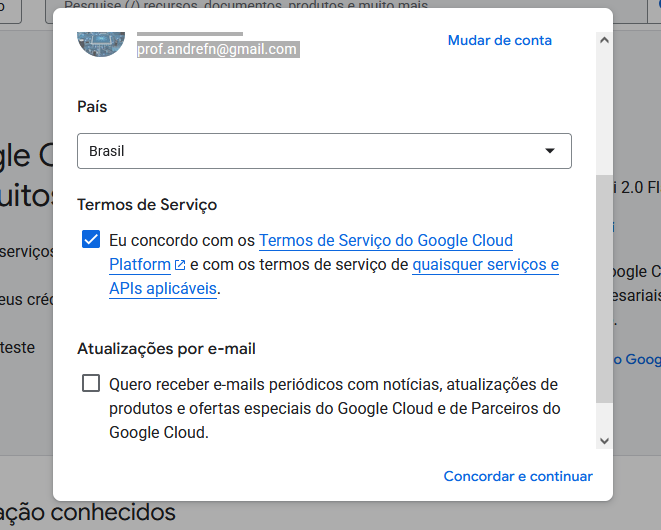 Pesquise (/) recursos, documentos, produtos e muito mais
prof.andrefn@gmail.com
Mudar de conta
País
Brasil
Termos de Serviço
Eu concordo com os Termos de Serviço do Google Cloud
Platform e com os termos de serviço de quaisquer serviços e
APIs aplicáveis.
Atualizações por e-mail
Quero receber e-mails periódicos com notícias, atualizações de
produtos e ofertas especiais do Google Cloud e de Parceiros do
Google Cloud.
Concordar e continuar
gle C
uitos
serviços
eus créd
teste
i 2.0 Fl
oogle C
esariais
o Goog
ação conhecidos